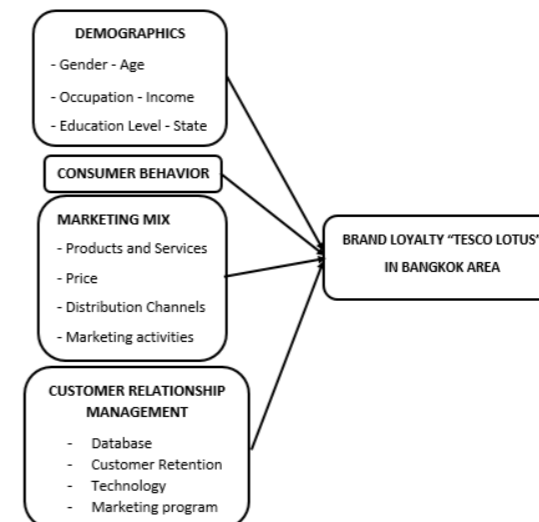 DEMOGRAPHICS
- Gender - Age
- Occupation - Income
- Education Level - State
CONSUMER BEHAVIOR
MARKETING MIX
- Products and Services
- Price
- Distribution Channels
- Marketing activities
CUSTOMER RELATIONSHIP
MANAGEMENT
- Database
- Customer Retention
- Technology
- Marketing program
BRAND LOYALTY “TESCO LOTUS”
IN BANGKOK AREA